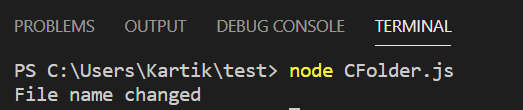 PROBLEMS OUTPUT DEBUG CONSOLE TERMINAL
PS C:\Users\Kartik\test> node CFolder.js
File name changed